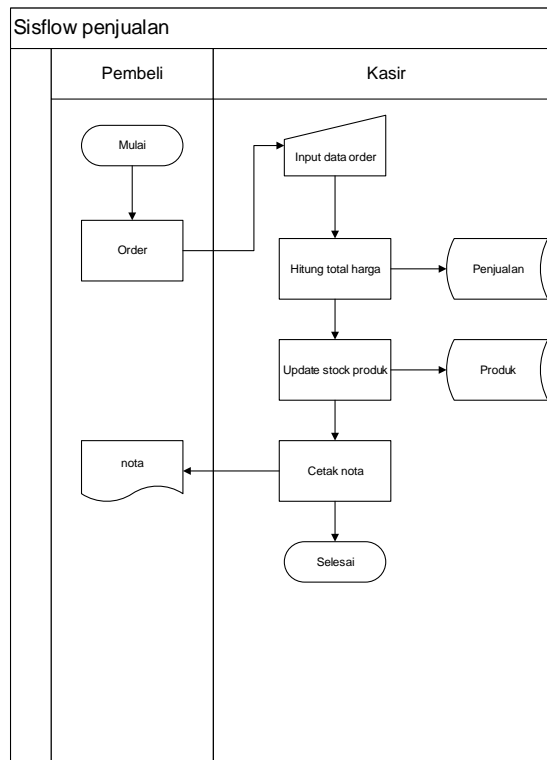 Sisflow penjualan
Pembeli
Kasir
Mulai
Input data order
Order
Hitung total harga
Penjualan
Update stock produk
Produk
nota
Cetak nota
Selesai